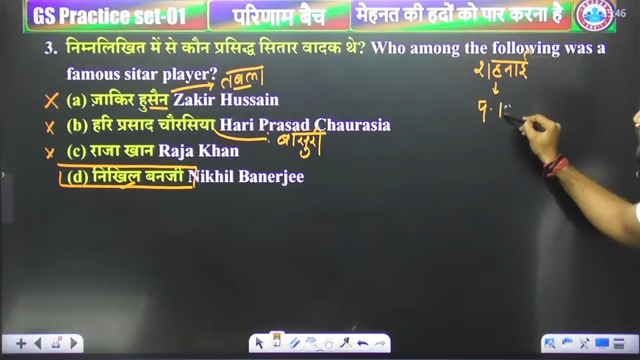 GS Practice set-01 परिणाम बैच मेहनत की हदों को पार करना है
3. निम्नलिखित में से कौन प्रसिद्ध सितार वादक थे? Who among the following was a
famous sitar player? तबला शहनाई
(a) ज़ाकिर हुसैन Zakir Hussain
(b) हरि प्रसाद चौरसिया Hari Prasad Chaurasia
बांसुरी
(c) राजा खान Raja Khan
(d) निखिल बनर्जी Nikhil Banerjee